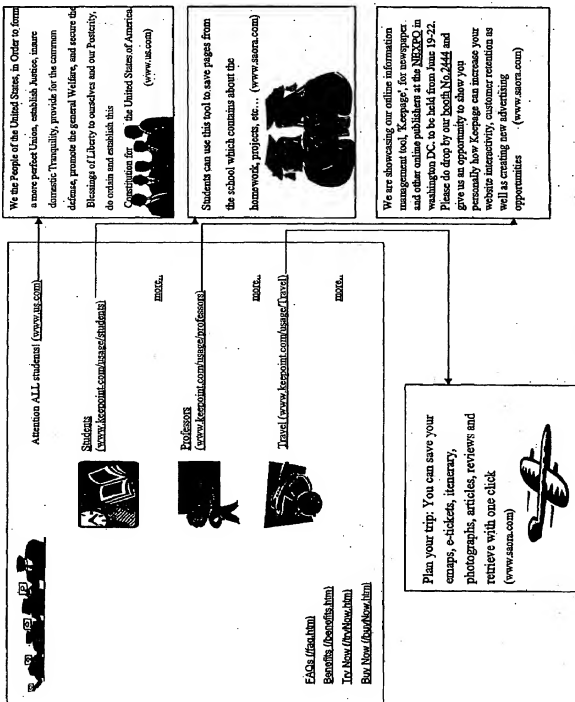 We the People of the United States, in Order to form
a more perfect Union, establish Justice, insure
domestic Tranquility, provide for the common
defense, promote the general Welfare, and secure the
Blessings of Liberty to ourselves and our Posterity,
do ordain and establish this
Constitution for the United States of America.
(www.us.com)
Students can use this tool to save pages from
the school which contains about the
homework, projects, etc... (www.saora.com)
We are showcasing our online information
management tool, 'Keepage', for newspaper
and other online publishers at the NEXPO in
washington DC. to be held from June 19-22.
Please do drop by our booth No.2444 and
give us an opportunity to show you
personally how Keepage can increase your
website interactivity, customer retention as
well as creating new advertising
opportunities (www.saora.com)
Attention ALL students! (www.us.com)
Students
(www.keepoint.com/usage/students)
more..
Professors
(www.keepoint.com/usage/professors)
more..
Travel (www.keepoint.com/usage/Travel)
more..
FAQs (/faq.htm)
Benefits (/benefits.htm)
Try Now (/tryNow.htm)
Buy Now (/buyNow.htm)
Plan your trip: You can save your
emaps, e-tickets, itenerary,
photographs, articles, reviews and
retrieve with one click
(www.saora.com)